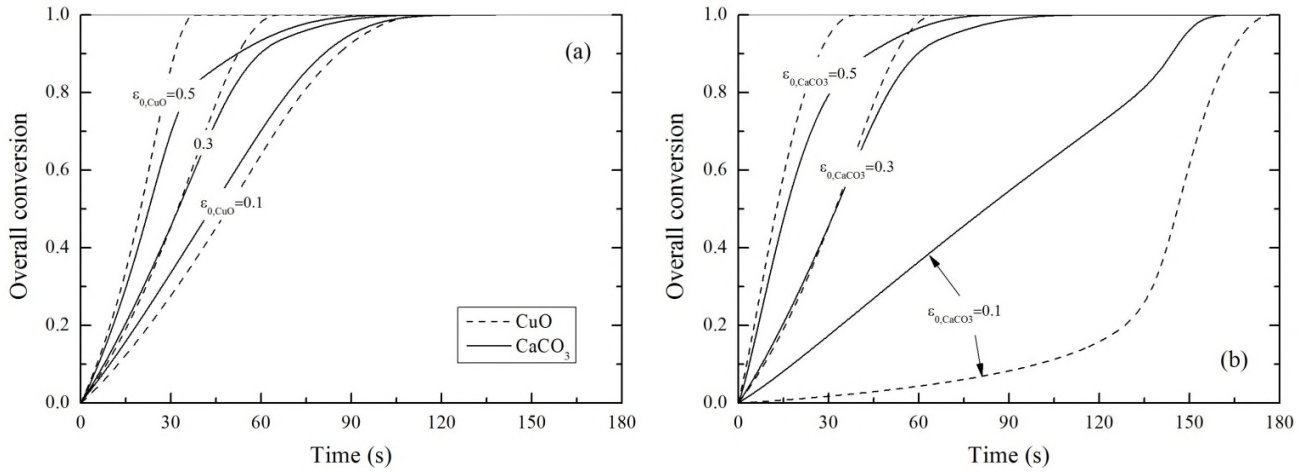 1.0
0.8
0.6
0.4
0.2
0.0
Overall conversion
(a)
ε0,CuO=0.5
0.3
ε0,CuO=0.1
CuO
CaCO3
0 30 60 90 120 150 180
Time (s)
1.0
0.8
0.6
0.4
0.2
0.0
Overall conversion
ε0,CaCO3=0.5
ε0,CaCO3=0.3
ε0,CaCO3=0.1
(b)
0 30 60 90 120 150 180
Time (s)